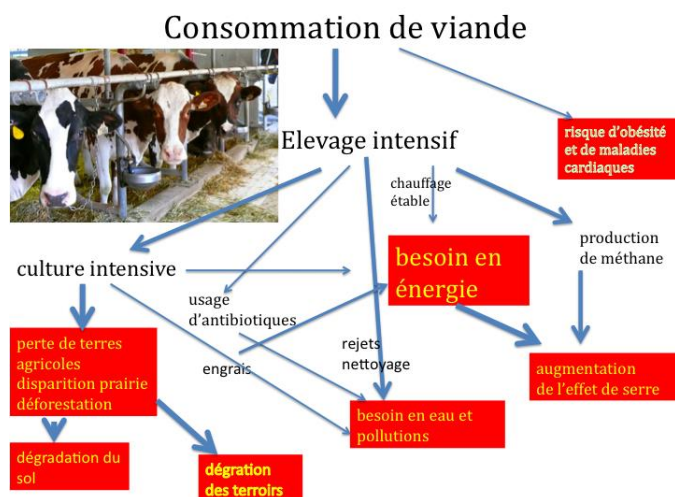 Consommation de viande
Elevage intensif
risque d'obésité
et de maladies
cardiaques
chauffage
étable
production
de méthane
besoin en
énergie
culture intensive
usage
d'antibiotiques
perte de terres
agricoles
disparition prairie
déforestation
engrais
rejets
nettoyage
augmentation
de l'effet de serre
besoin en eau et
pollutions
dégradation du
sol
dégration
des terroirs